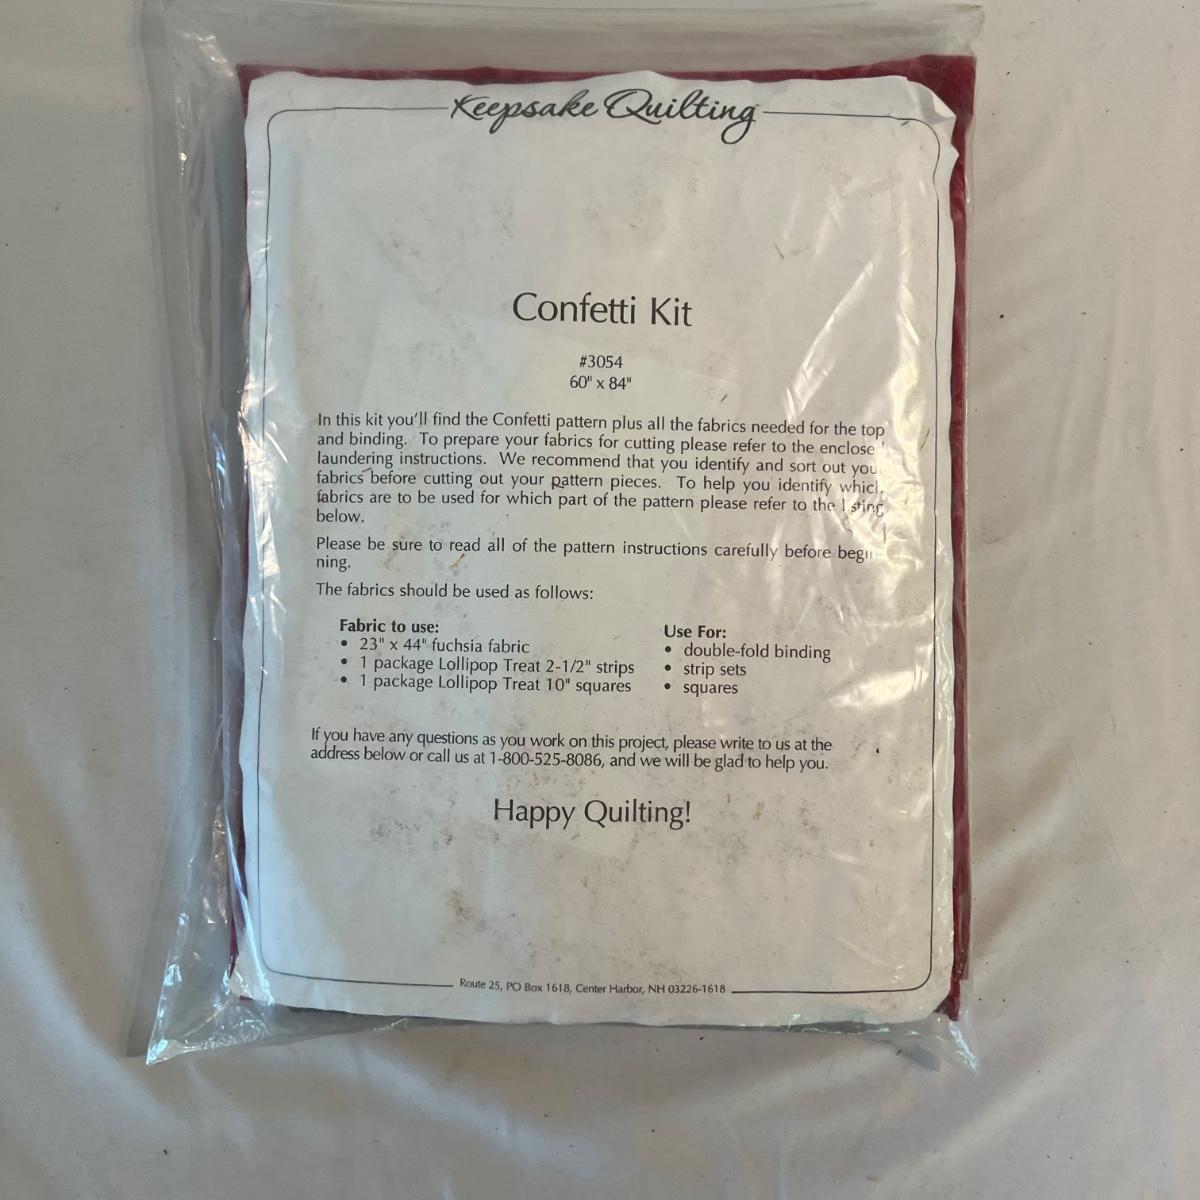 Keepsake Quilting
Confetti Kit
#3054
60" x 84"
In this kit you'll find the Confetti pattern plus all the fabrics needed for the top
and binding. To prepare your fabrics for cutting please refer to the enclose
laundering instructions. We recommend that you identify and sort out you
fabrics before cutting out your pattern pieces. To help you identify which
fabrics are to be used for which part of the pattern please refer to the listing
below.
Please be sure to read all of the pattern instructions carefully before begin-
ning.
The fabrics should be used as follows:
Fabric to use:
• 23" x 44" fuchsia fabric
• 1 package Lollipop Treat 2-1/2" strips
• 1 package Lollipop Treat 10" squares
Use For:
• double-fold binding
• strip sets
• squares
If you have any questions as you work on this project, please write to us at the
address below or call us at 1-800-525-8086, and we will be glad to help you.
Happy Quilting!
Route 25, PO Box 1618, Center Harbor, NH 03226-1618